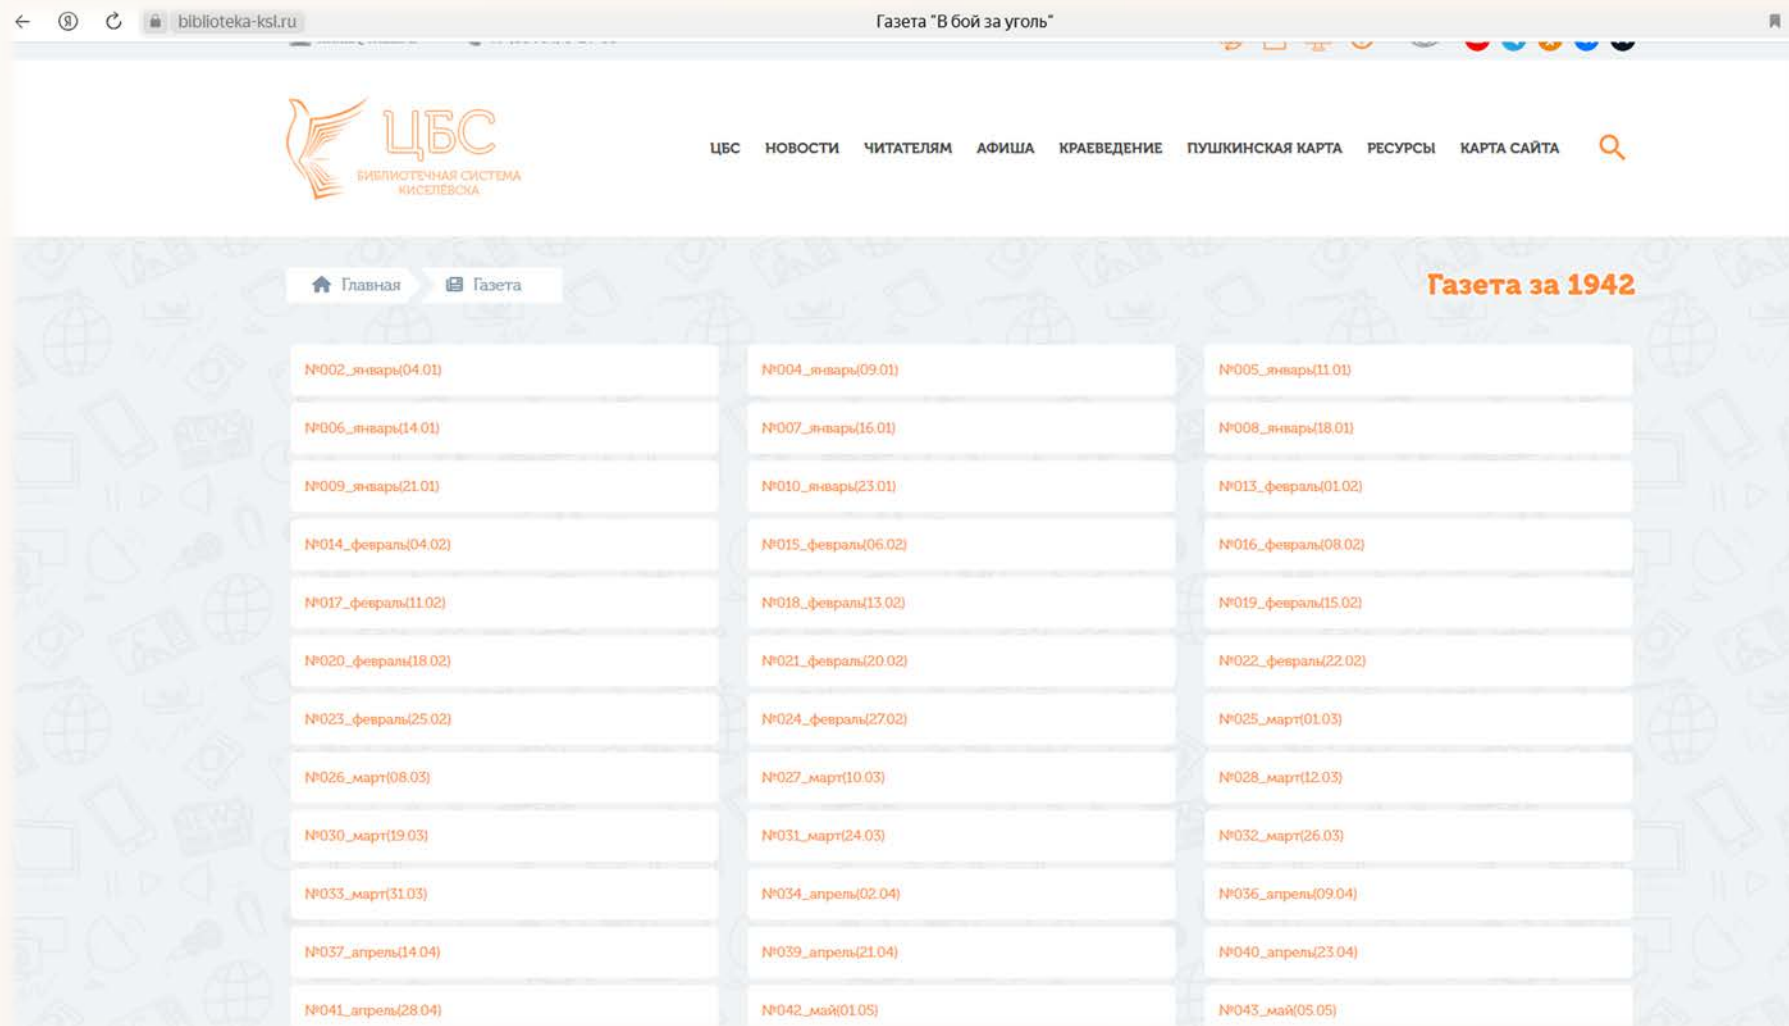 biblioteka-ksl.ru
Газета "В бой за уголь"
ЦБС
БИБЛИОТЕЧНАЯ СИСТЕМА
КИСЕЛЁВСКА
ЦБС НОВОСТИ ЧИТАТЕЛЯМ АФИША КРАЕВЕДЕНИЕ ПУШКИНСКАЯ КАРТА РЕСУРСЫ КАРТА САЙТА
Главная Газета
Газета за 1942
№002_январь(04.01) №004_январь(09.01) №005_январь(11.01)
№006_январь(14.01) №007_январь(16.01) №008_январь(18.01)
№009_январь(21.01) №010_январь(23.01) №013_февраль(01.02)
№014_февраль(04.02) №015_февраль(06.02) №016_февраль(08.02)
№017_февраль(11.02) №018_февраль(13.02) №019_февраль(15.02)
№020_февраль(18.02) №021_февраль(20.02) №022_февраль(22.02)
№023_февраль(25.02) №024_февраль(27.02) №025_март(01.03)
№026_март(08.03) №027_март(10.03) №028_март(12.03)
№030_март(19.03) №031_март(24.03) №032_март(26.03)
№033_март(31.03) №034_апрель(02.04) №036_апрель(09.04)
№037_апрель(14.04) №039_апрель(21.04) №040_апрель(23.04)
№041_апрель(28.04) №042_май(01.05) №043_май(05.05)